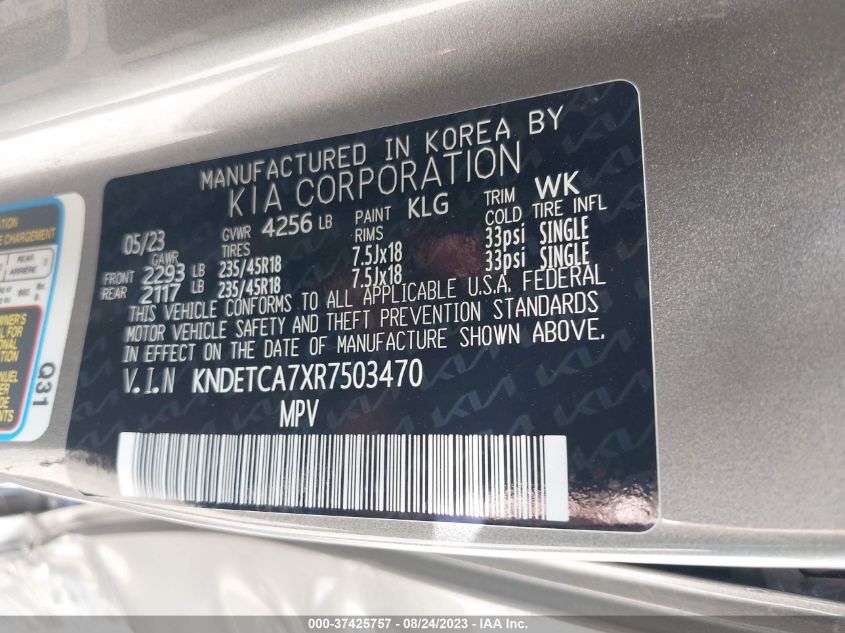 MANUFACTURED IN KOREA BY
KIA CORPORATION
05/23 GVWR 4256 LB PAINT KLG TRIM WK
GAWR TIRES RIMS COLD TIRE INFL
FRONT 2293 LB 235/45R18 7.5Jx18 33psi SINGLE
REAR 2117 LB 235/45R18 7.5Jx18 33psi SINGLE
THIS VEHICLE CONFORMS TO ALL APPLICABLE U.S.A. FEDERAL
MOTOR VEHICLE SAFETY AND THEFT PREVENTION STANDARDS
IN EFFECT ON THE DATE OF MANUFACTURE SHOWN ABOVE.
V.I.N KNDETCA7XR7503470
MPV
CHARGEMENT
REAR
ARRIÈRE
Q31
000-37425757 - 08/24/2023 - IAA Inc.